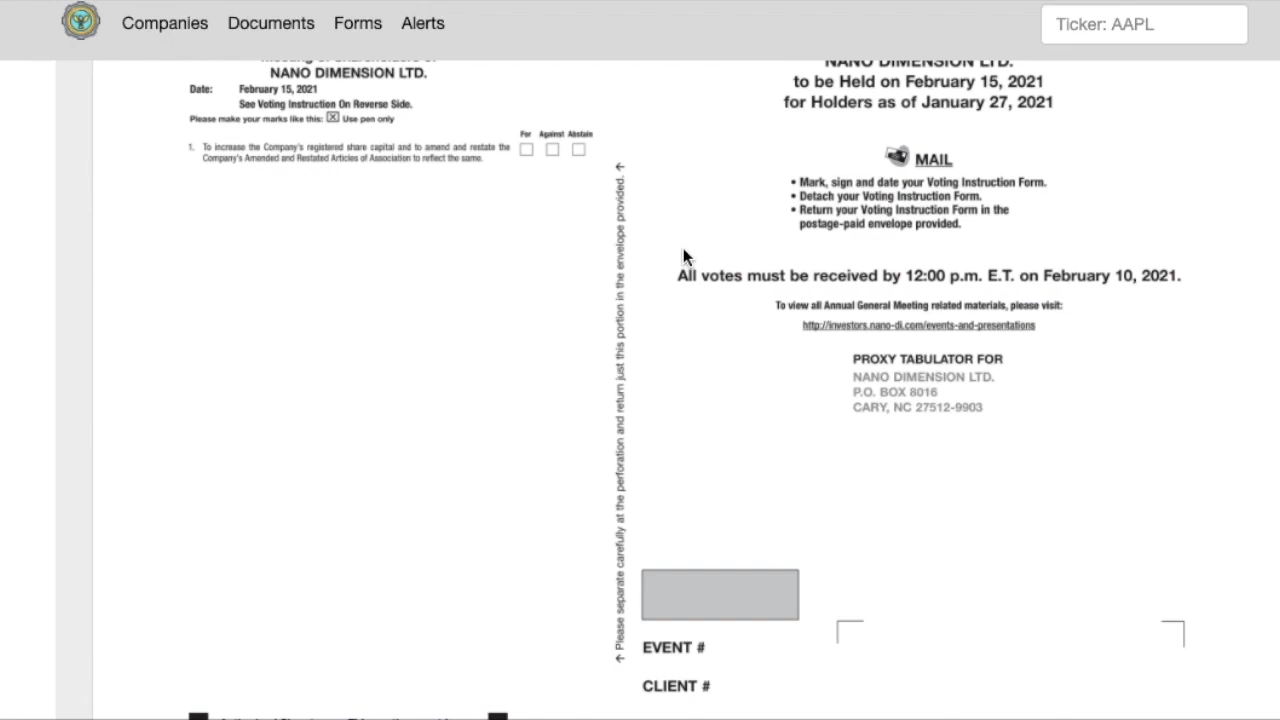 Companies Documents Forms Alerts
Ticker: AAPL
NANO DIMENSION LTD.
Date: February 15, 2021
See Voting Instruction On Reverse Side.
Please make your marks like this: ☒ Use pen only
For Against Abstain
1. To increase the Company's registered share capital and to amend and restate the
Company's Amended and Restated Articles of Association to reflect the same.
↑ Please separate carefully at the perforation and return just this portion in the envelope provided. ↑
NANO DIMENSION LTD.
to be Held on February 15, 2021
for Holders as of January 27, 2021
MAIL
• Mark, sign and date your Voting Instruction Form.
• Detach your Voting Instruction Form.
• Return your Voting Instruction Form in the
postage-paid envelope provided.
All votes must be received by 12:00 p.m. E.T. on February 10, 2021.
To view all Annual General Meeting related materials, please visit:
http://investors.nano-di.com/events-and-presentations
PROXY TABULATOR FOR
NANO DIMENSION LTD.
P.O. BOX 8016
CARY, NC 27512-9903
EVENT #
CLIENT #